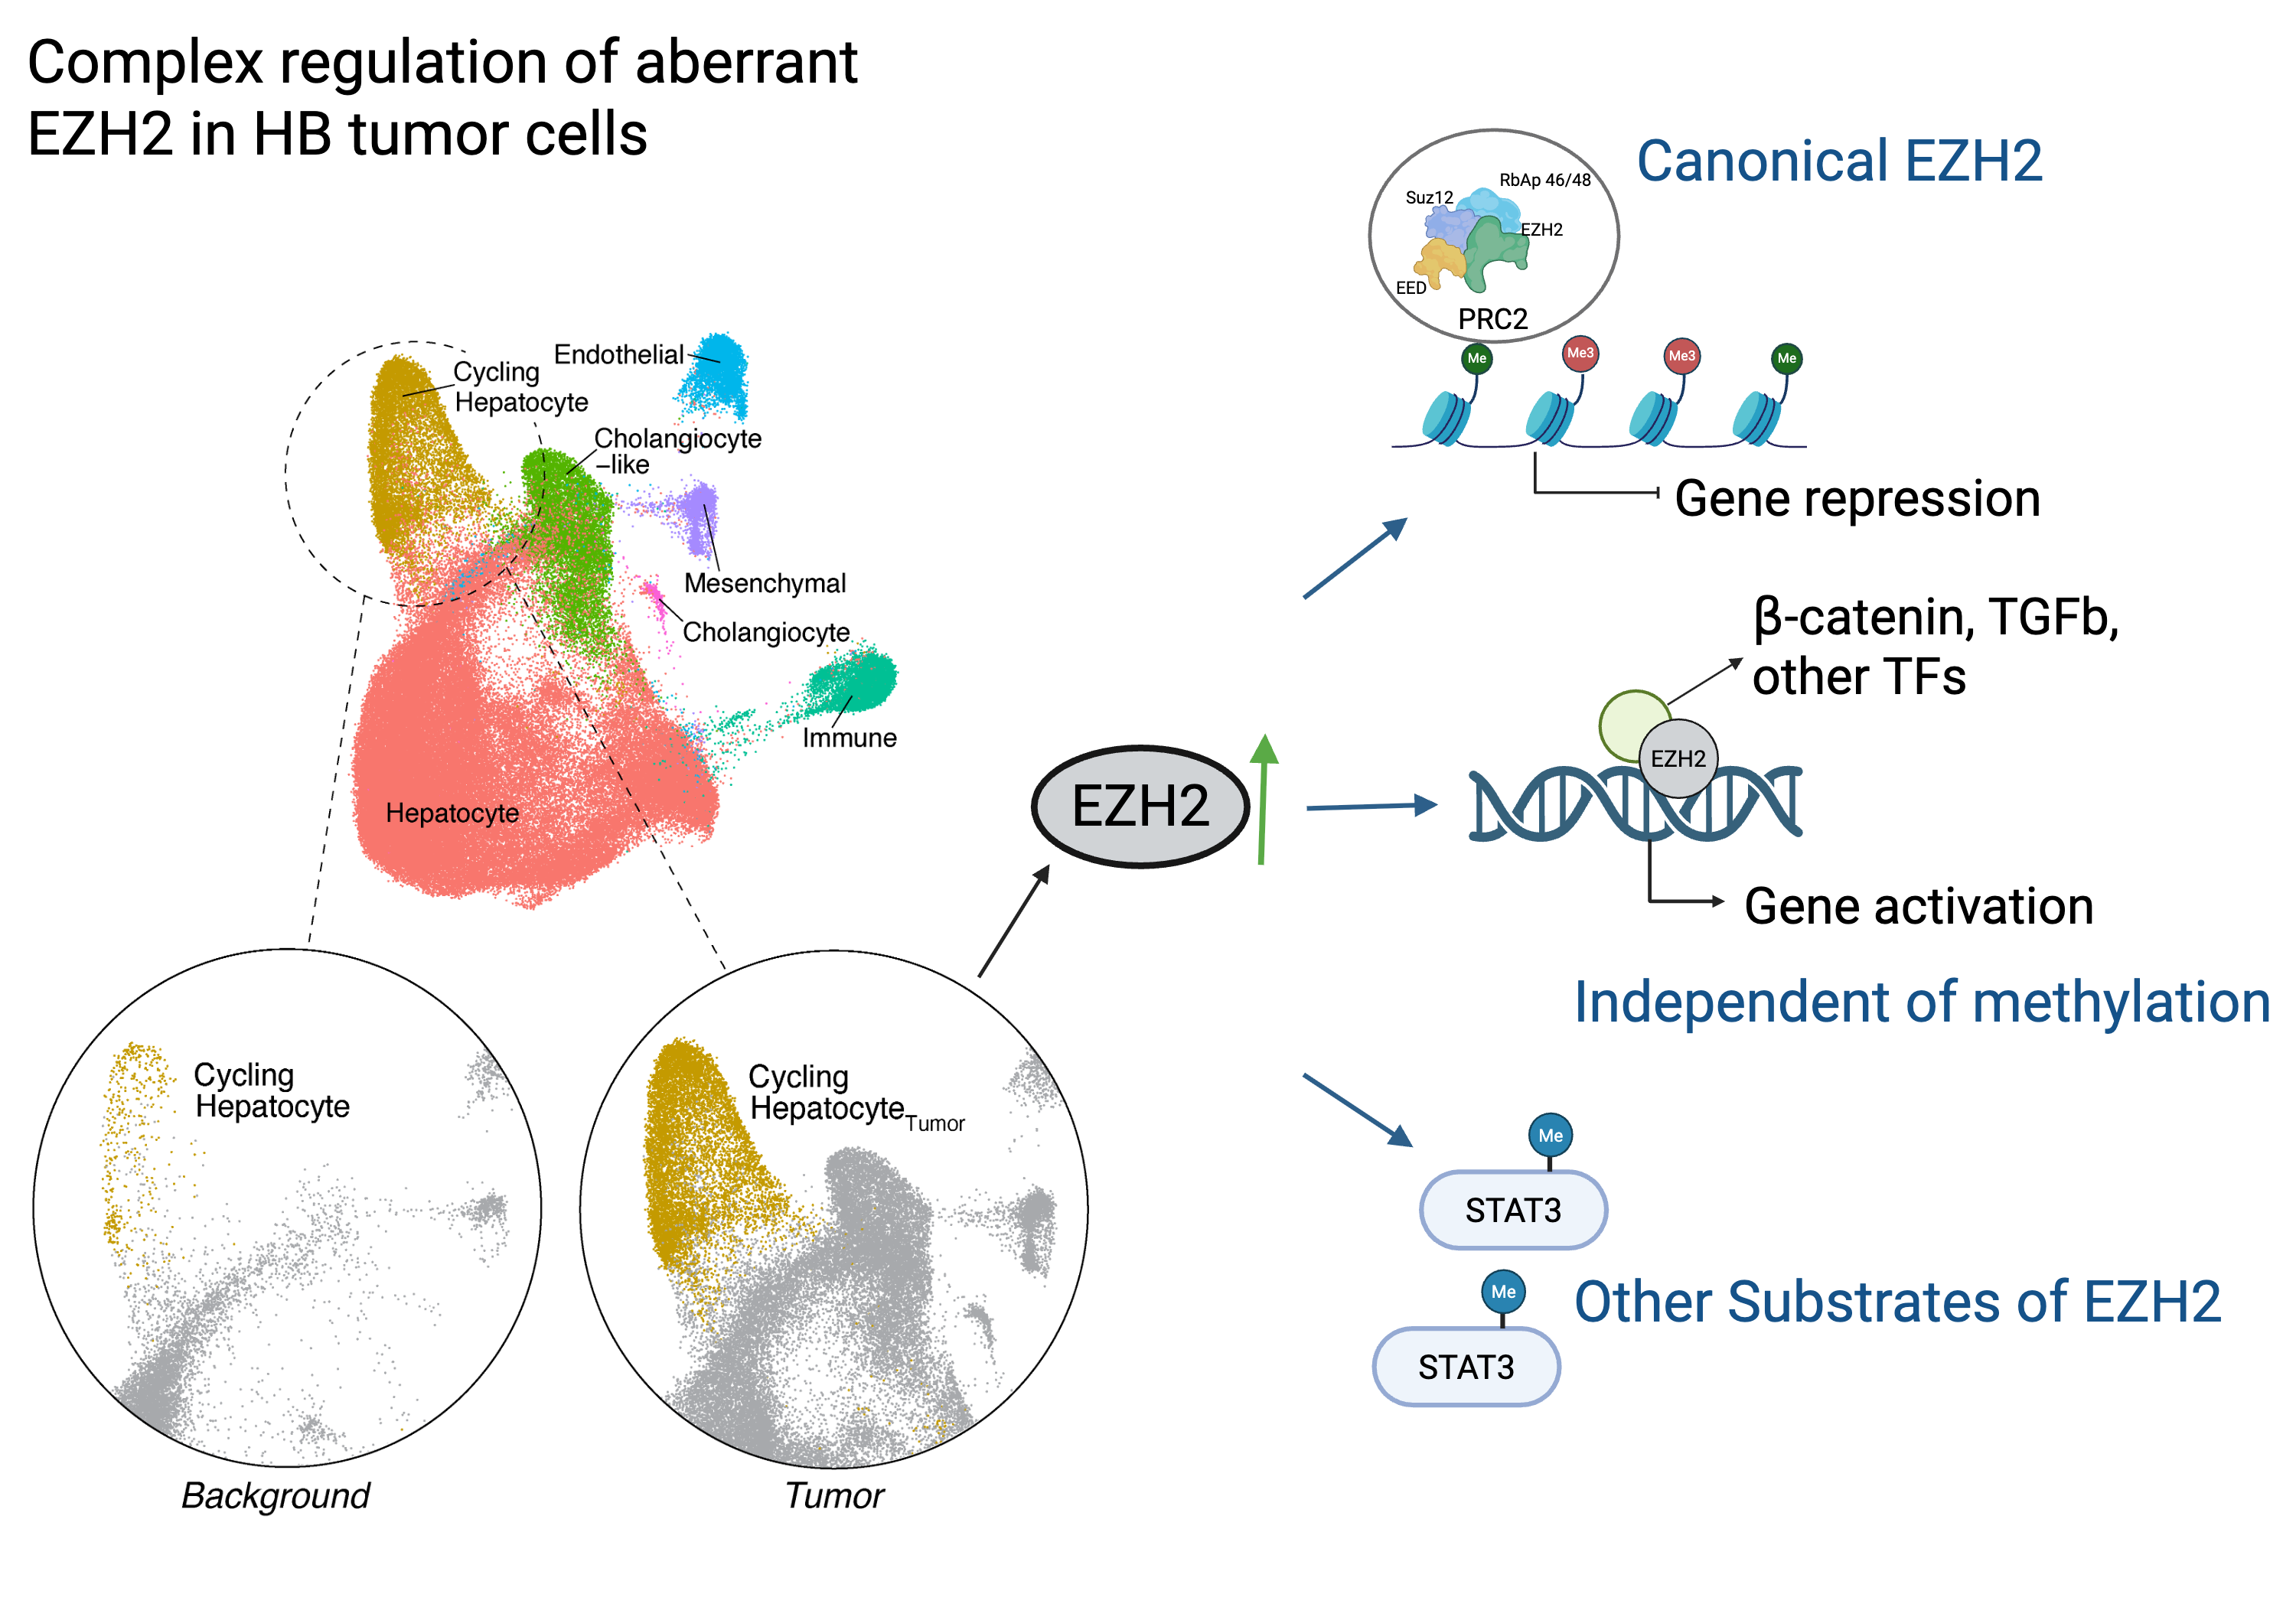 Complex regulation of aberrant
EZH2 in HB tumor cells
Endothelial
Cycling
Hepatocyte
Cholangiocyte
–like
Mesenchymal
Cholangiocyte
Immune
Hepatocyte
Cycling
Hepatocyte
Background
Cycling
Hepatocyte Tumor
Tumor
EZH2
Canonical EZH2
RbAp 46/48
Suz12
EZH2
EED
PRC2
Me
Me3
Me3
Me
Gene repression
β-catenin, TGFb,
other TFs
EZH2
Gene activation
Independent of methylation
Me
STAT3
Me
Other Substrates of EZH2
STAT3